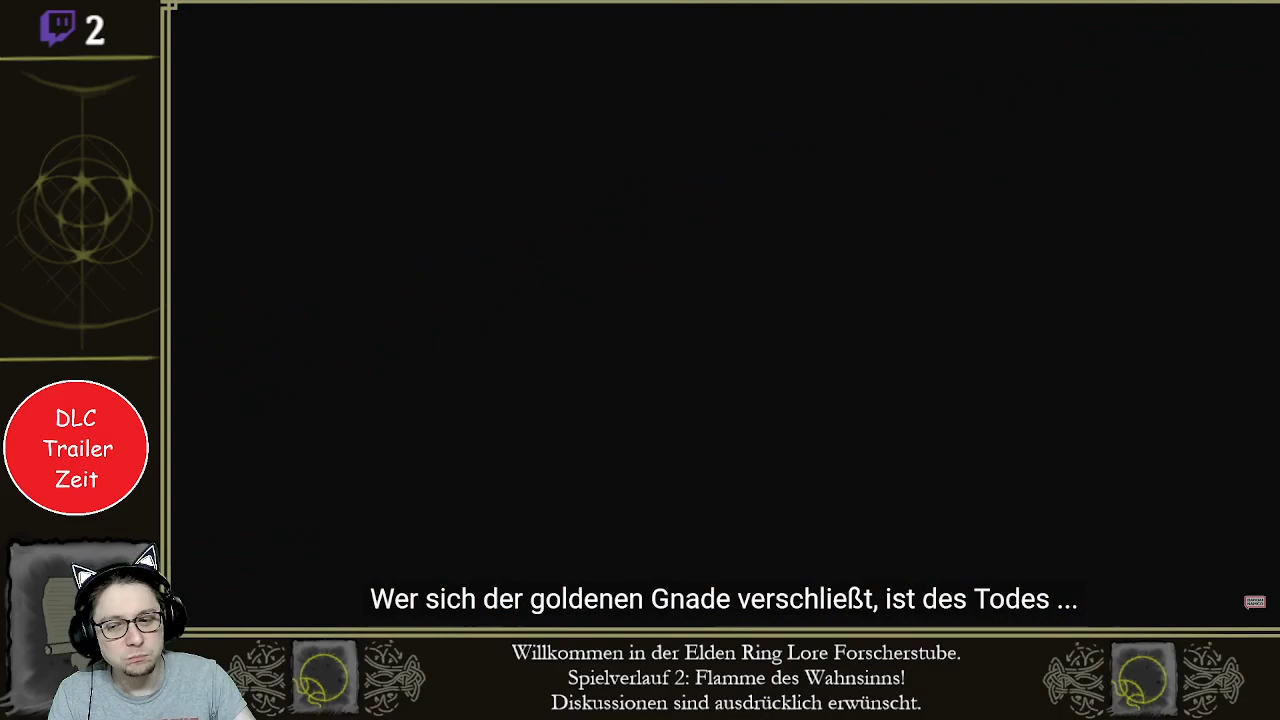 2
DLC
Trailer
Zeit
Wer sich der goldenen Gnade verschließt, ist des Todes ...
Willkommen in der Elden Ring Lore Forscherstube.
Spielverlauf 2: Flamme des Wahnsinns!
Diskussionen sind ausdrücklich erwünscht.